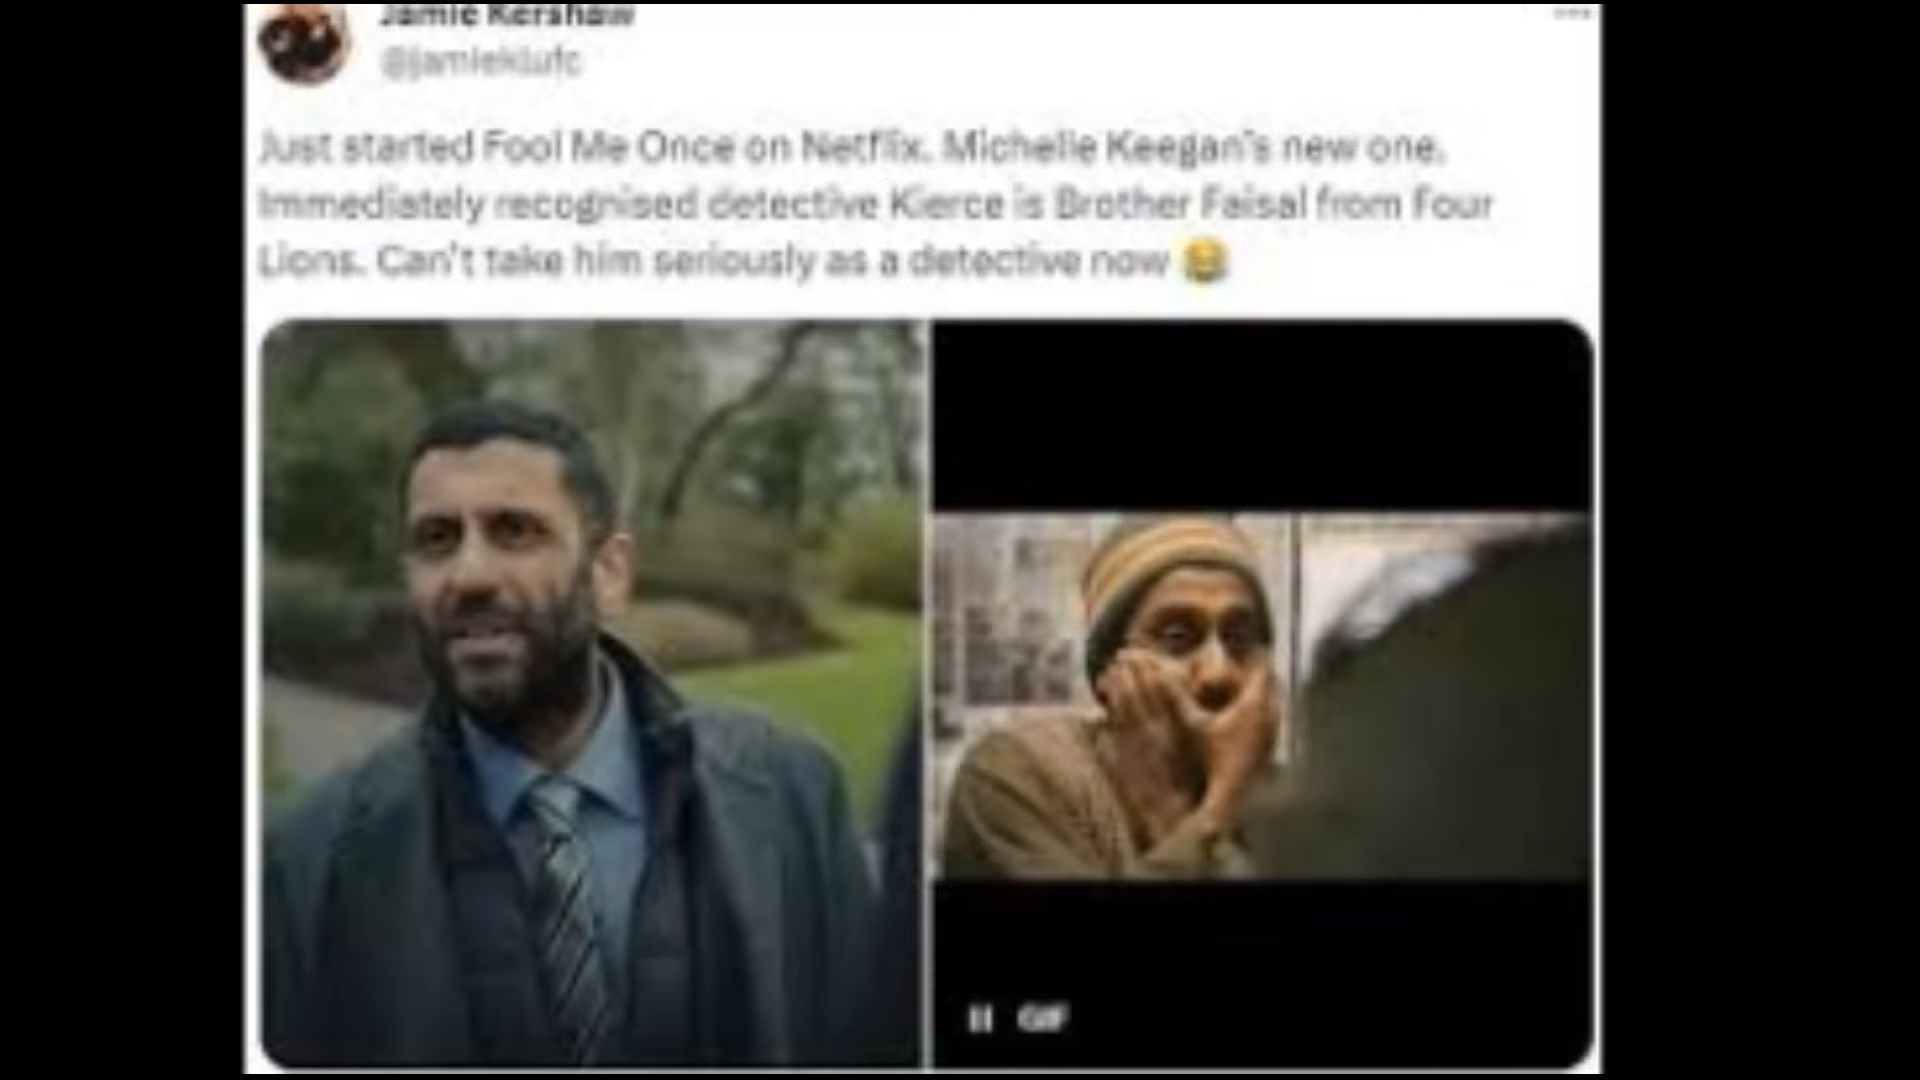 Jamie Kershaw
@jamieklufc
Just started Fool Me Once on Netflix. Michelle Keegan's new one.
Immediately recognised detective Kierce is Brother Faisal from Four
Lions. Can't take him seriously as a detective now 😂
GIF